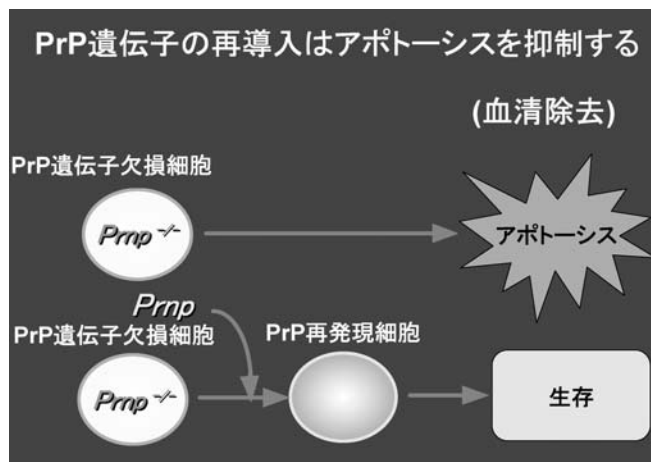 PrP遺伝子の再導入はアポトーシスを抑制する
(血清除去)
PrP遺伝子欠損細胞
Prnp -/-
アポトーシス
Prnp
PrP遺伝子欠損細胞
PrP再発現細胞
Prnp -/-
生存